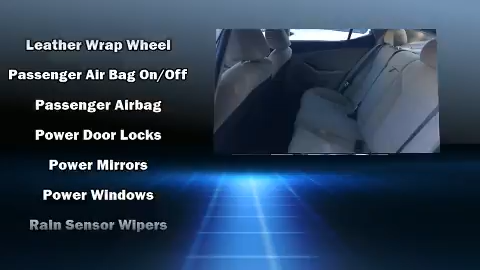 Leather Wrap Wheel
Passenger Air Bag On/Off
Passenger Airbag
Power Door Locks
Power Mirrors
Power Windows
Rain Sensor Wipers